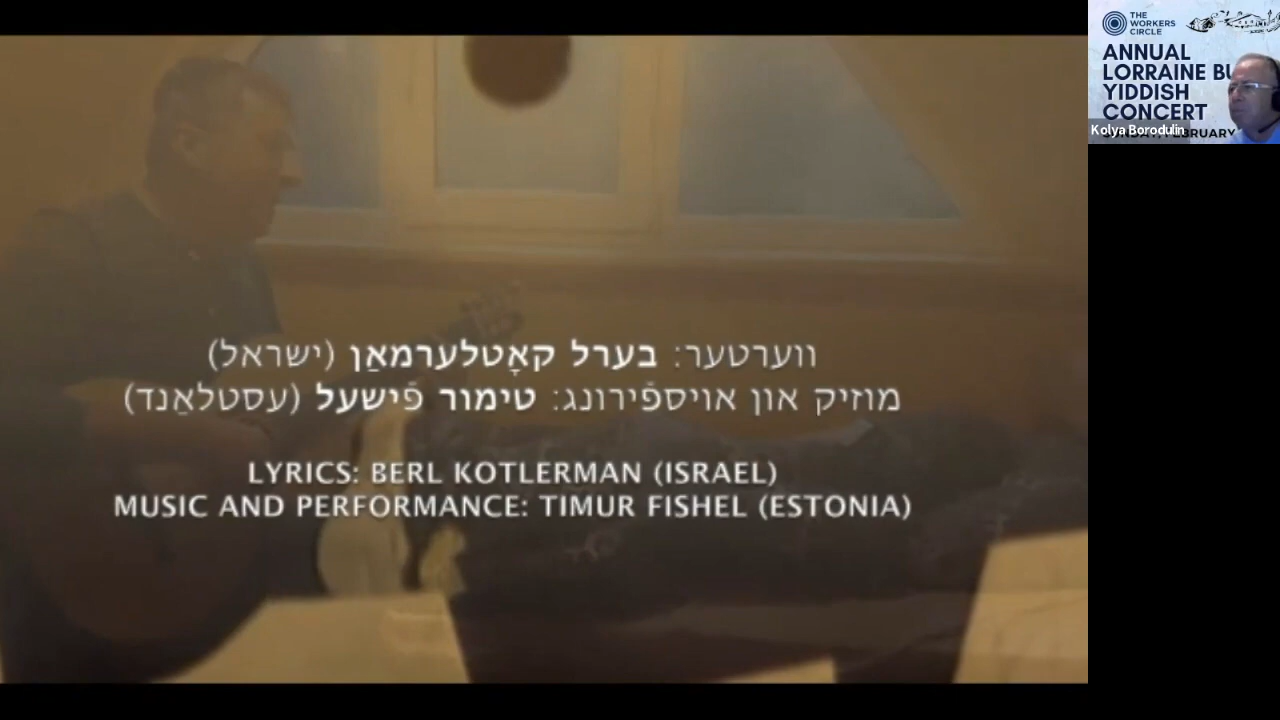 ווערטער: בערל קאָטלערמאַן (ישראל)
מוזיק און אויספֿירונג: טימור פֿישעל (עסטלאַנד)
LYRICS: BERL KOTLERMAN (ISRAEL)
MUSIC AND PERFORMANCE: TIMUR FISHEL (ESTONIA)
THE
WORKERS
CIRCLE
ANNUAL
LORRAINE
YIDDISH
CONCERT
Kolya Borodulin